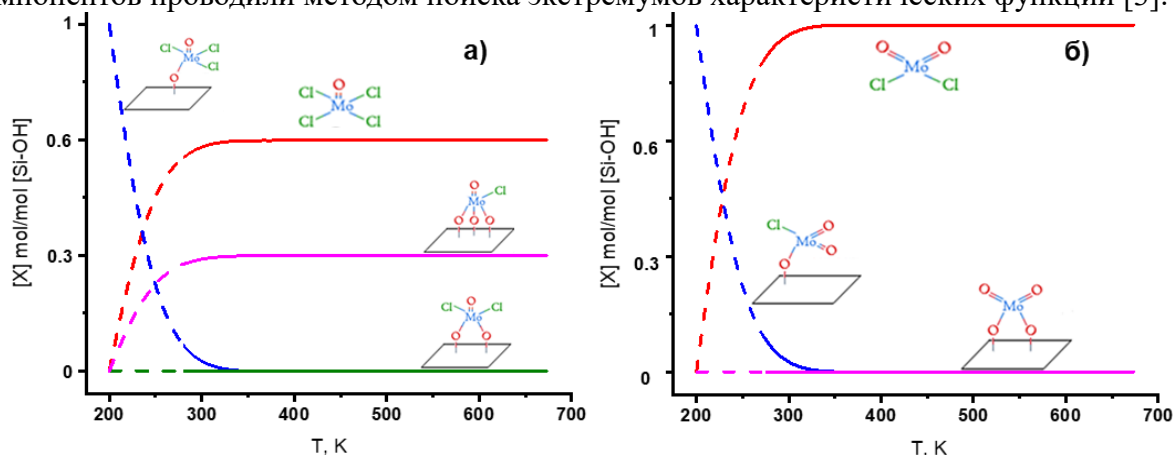 мпонентов проводили методом поиска экстремумов характеристических функций [5].
а)
[X] mol/mol [Si-OH]
1
0.6
0.3
0
200 300 400 500 600 700
T, K
O
Cl Cl
Mo
Cl
O
O
Cl Cl
Mo
Cl Cl
O
Cl
Mo
O O O
O
Cl Cl
Mo
O O
б)
[X] mol/mol [Si-OH]
1
0.6
0.3
0
200 300 400 500 600 700
T, K
O O
Mo
Cl Cl
Cl O
Mo
O
O
O O
Mo
O O